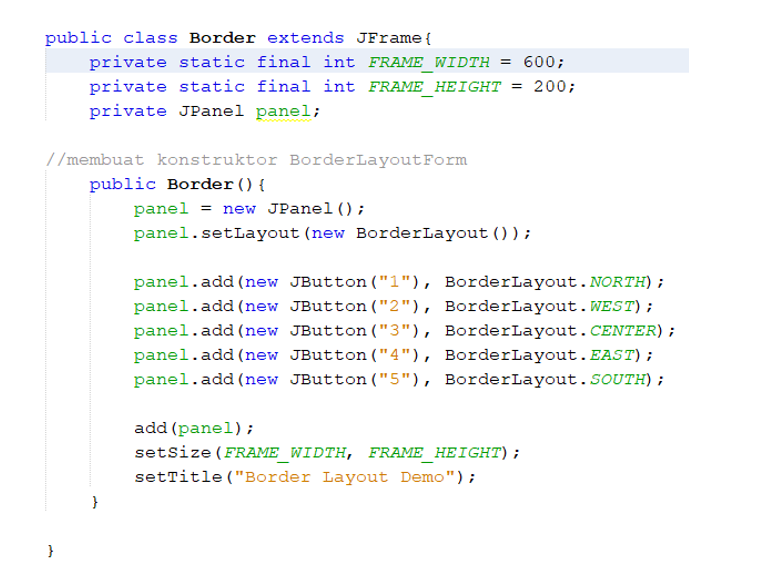 public class Border extends JFrame{
    private static final int FRAME_WIDTH = 600;
    private static final int FRAME_HEIGHT = 200;
    private JPanel panel;

//membuat konstruktor BorderLayoutForm
    public Border(){
        panel = new JPanel();
        panel.setLayout(new BorderLayout());

        panel.add(new JButton("1"), BorderLayout.NORTH);
        panel.add(new JButton("2"), BorderLayout.WEST);
        panel.add(new JButton("3"), BorderLayout.CENTER);
        panel.add(new JButton("4"), BorderLayout.EAST);
        panel.add(new JButton("5"), BorderLayout.SOUTH);

        add(panel);
        setSize(FRAME_WIDTH, FRAME_HEIGHT);
        setTitle("Border Layout Demo");
    }

}